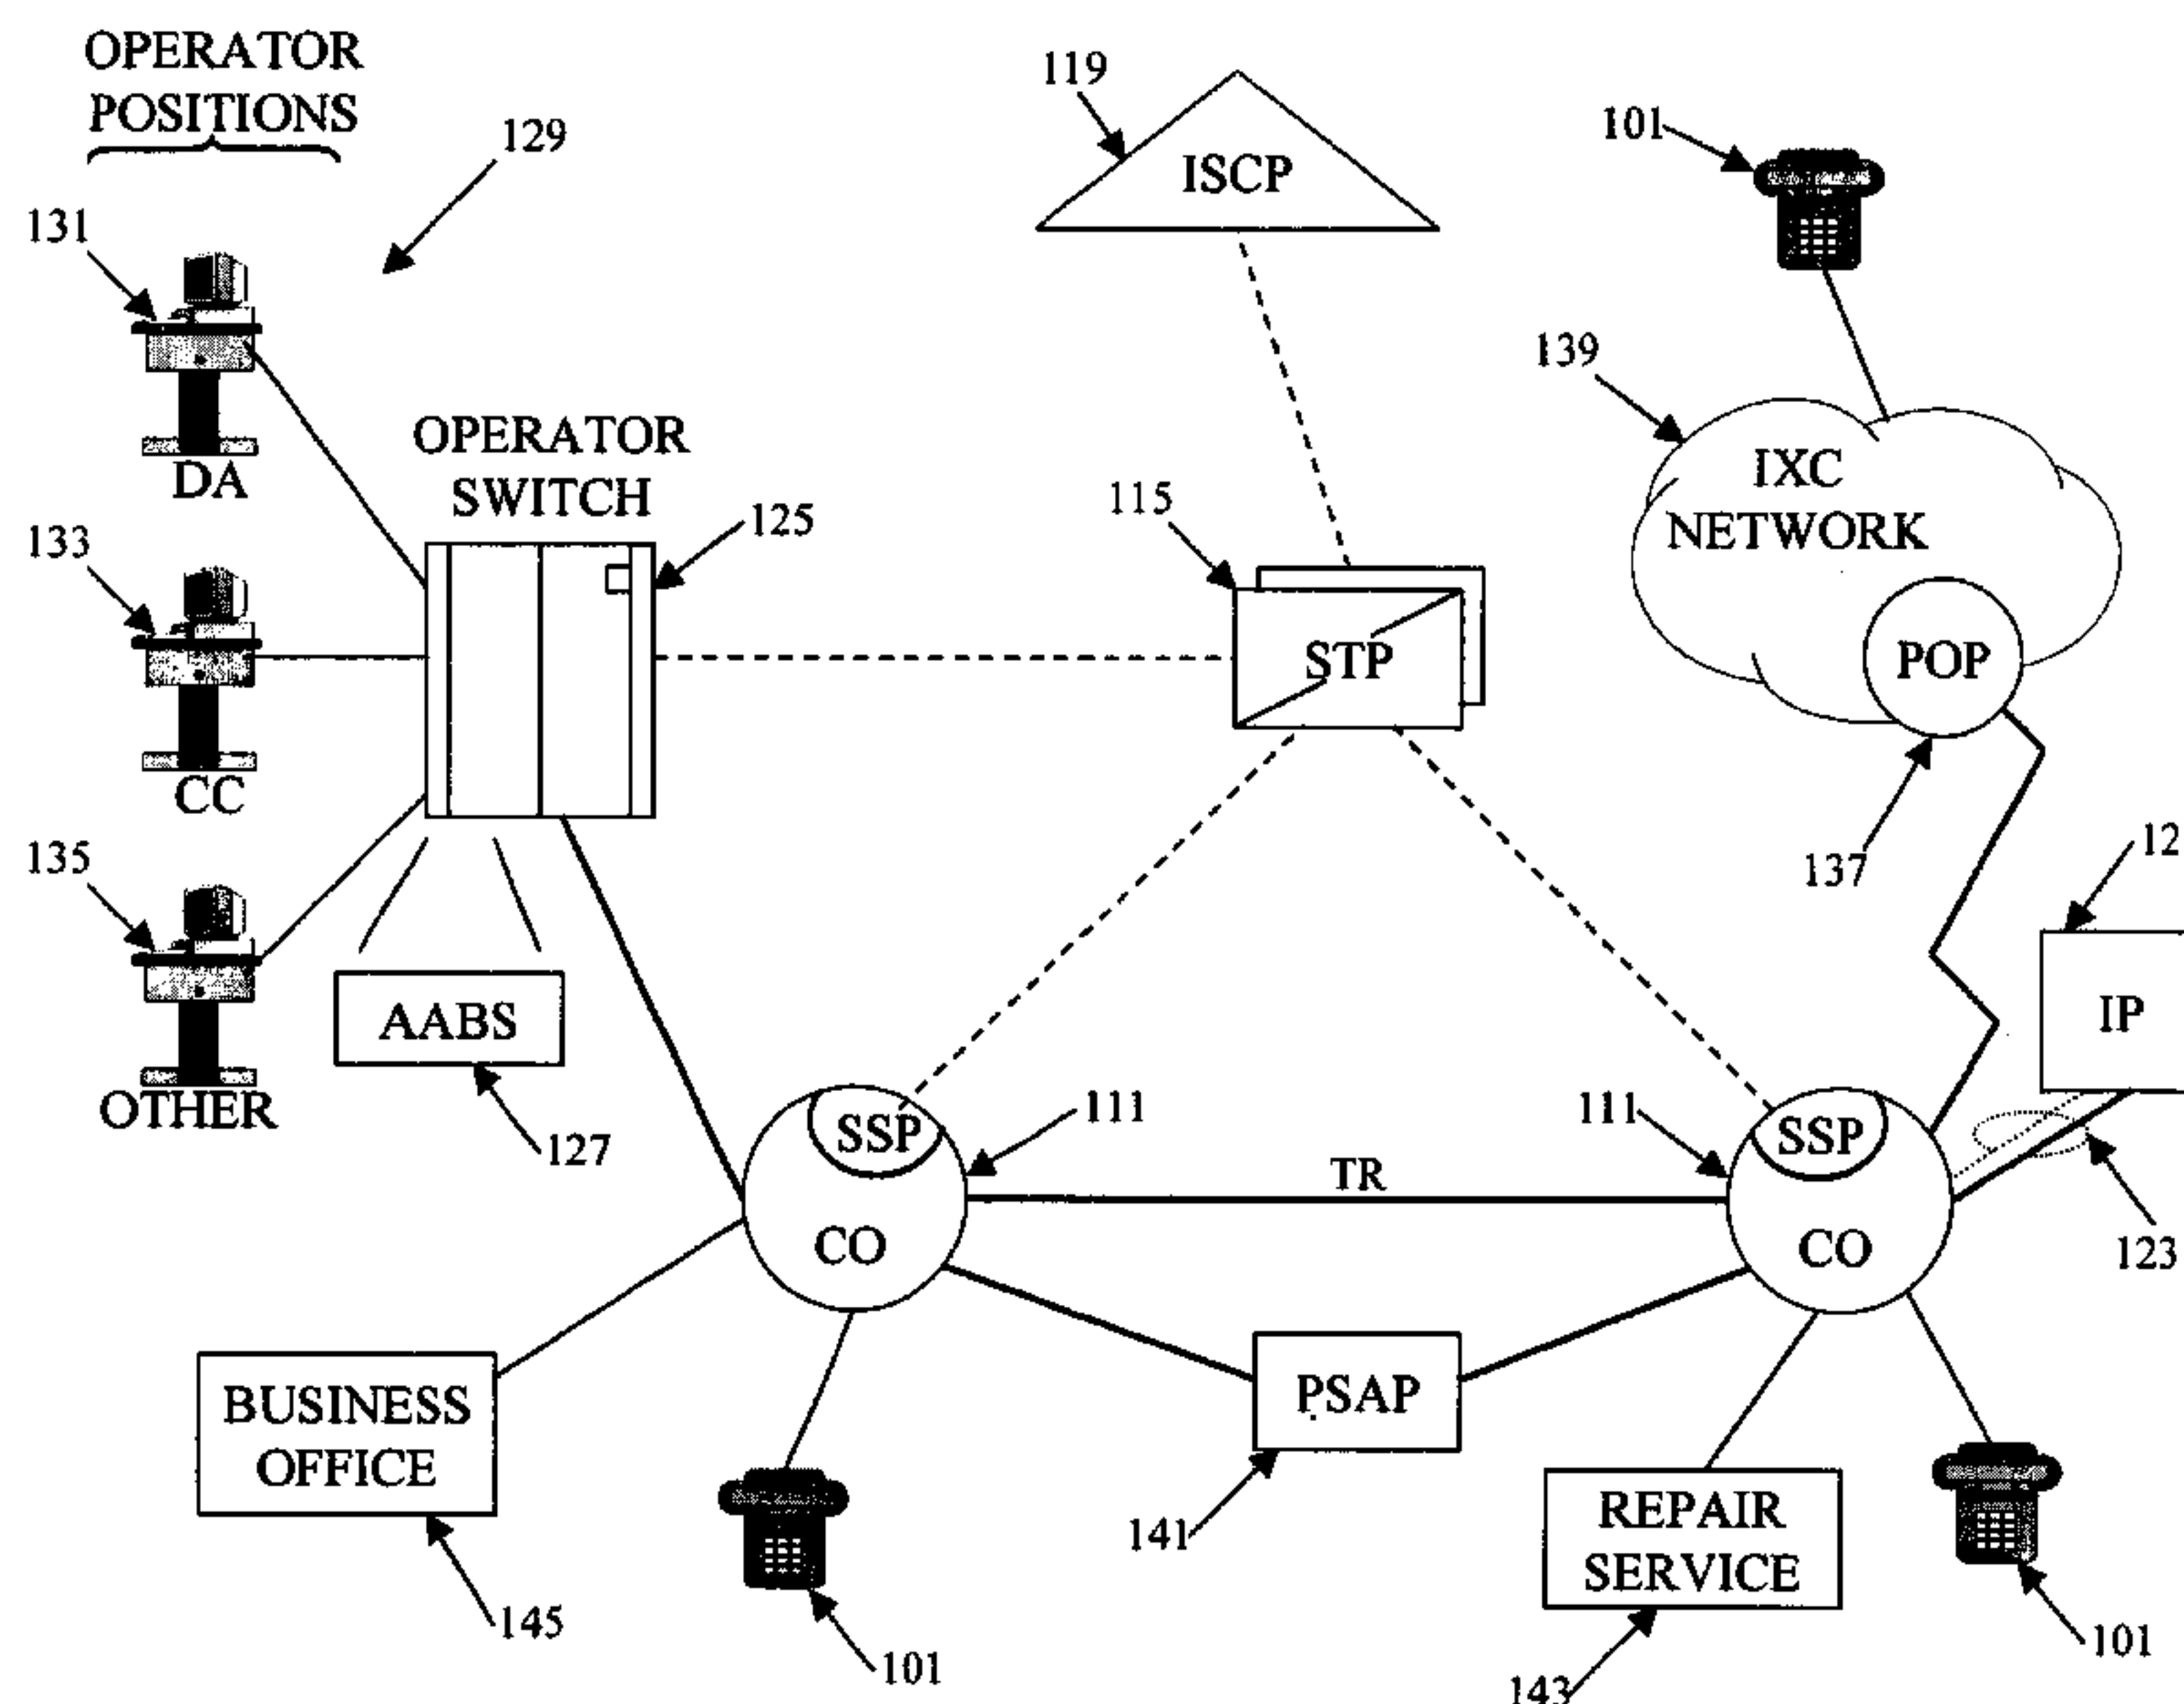 OPERATOR
POSITIONS
129
119
ISCP
101
131
DA
139
IXC
NETWORK
OPERATOR
SWITCH
125
115
STP
POP
133
CC
137
12
135
OTHER
AABS
127
IP
SSP
111
111
SSP
TR
CO
CO
123
BUSINESS
OFFICE
PSAP
141
REPAIR
SERVICE
145
101
101
143